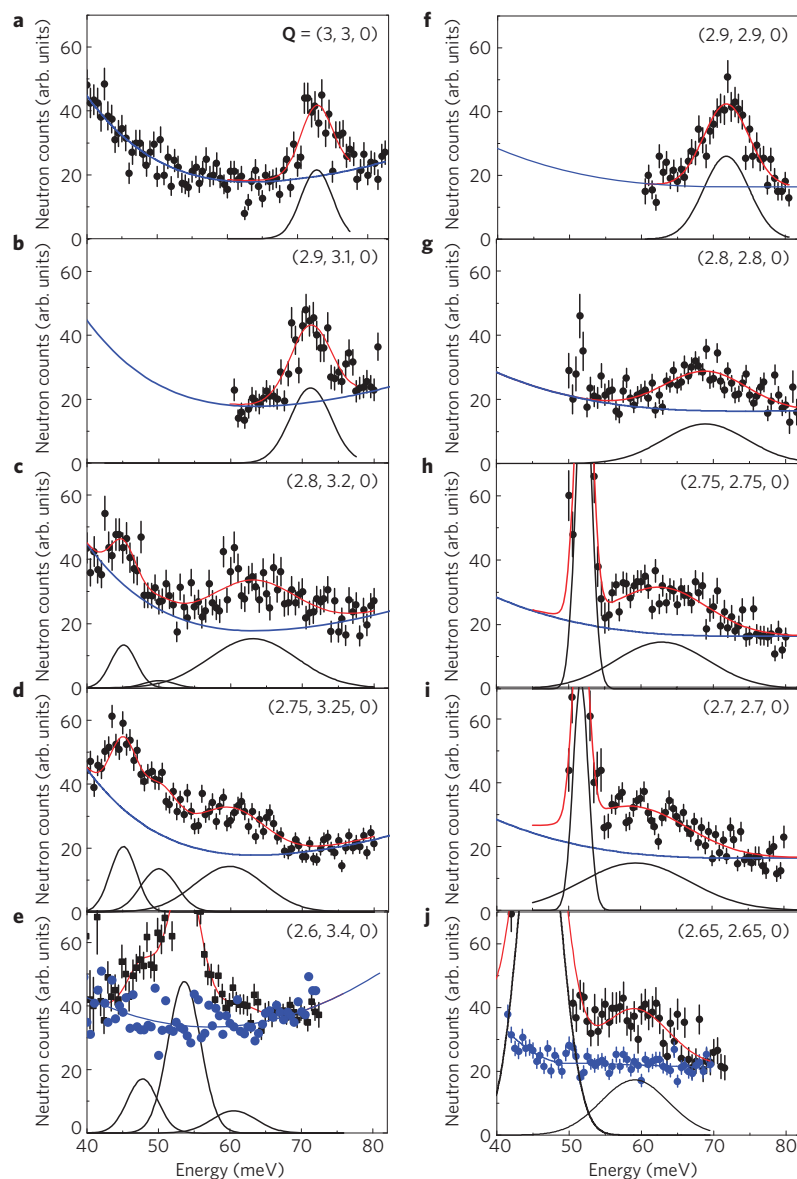 a
Q = (3, 3, 0)
Neutron counts (arb. units)
60
40
20
0
b
(2.9, 3.1, 0)
Neutron counts (arb. units)
60
40
20
0
c
(2.8, 3.2, 0)
Neutron counts (arb. units)
60
40
20
0
d
(2.75, 3.25, 0)
Neutron counts (arb. units)
60
40
20
0
e
(2.6, 3.4, 0)
Neutron counts (arb. units)
60
40
20
0
40 50 60 70 80
Energy (meV)
f
(2.9, 2.9, 0)
Neutron counts (arb. units)
60
40
20
0
g
(2.8, 2.8, 0)
Neutron counts (arb. units)
60
40
20
0
h
(2.75, 2.75, 0)
Neutron counts (arb. units)
60
40
20
0
i
(2.7, 2.7, 0)
Neutron counts (arb. units)
60
40
20
0
j
(2.65, 2.65, 0)
Neutron counts (arb. units)
60
40
20
0
40 50 60 70 80
Energy (meV)